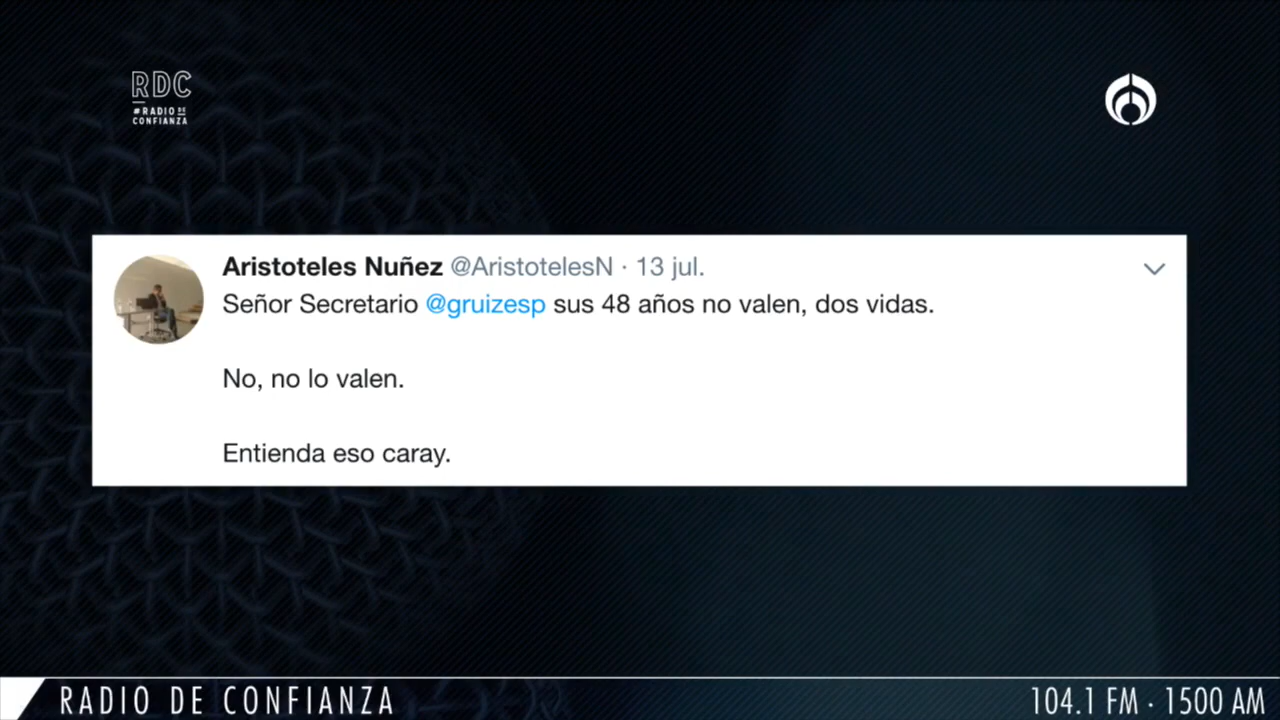 RDC
#RADIO DE
CONFIANZA
Aristoteles Nuñez @AristotelesN · 13 jul.
Señor Secretario @gruizesp sus 48 años no valen, dos vidas.
No, no lo valen.
Entienda eso caray.
RADIO DE CONFIANZA
104.1 FM · 1500 AM